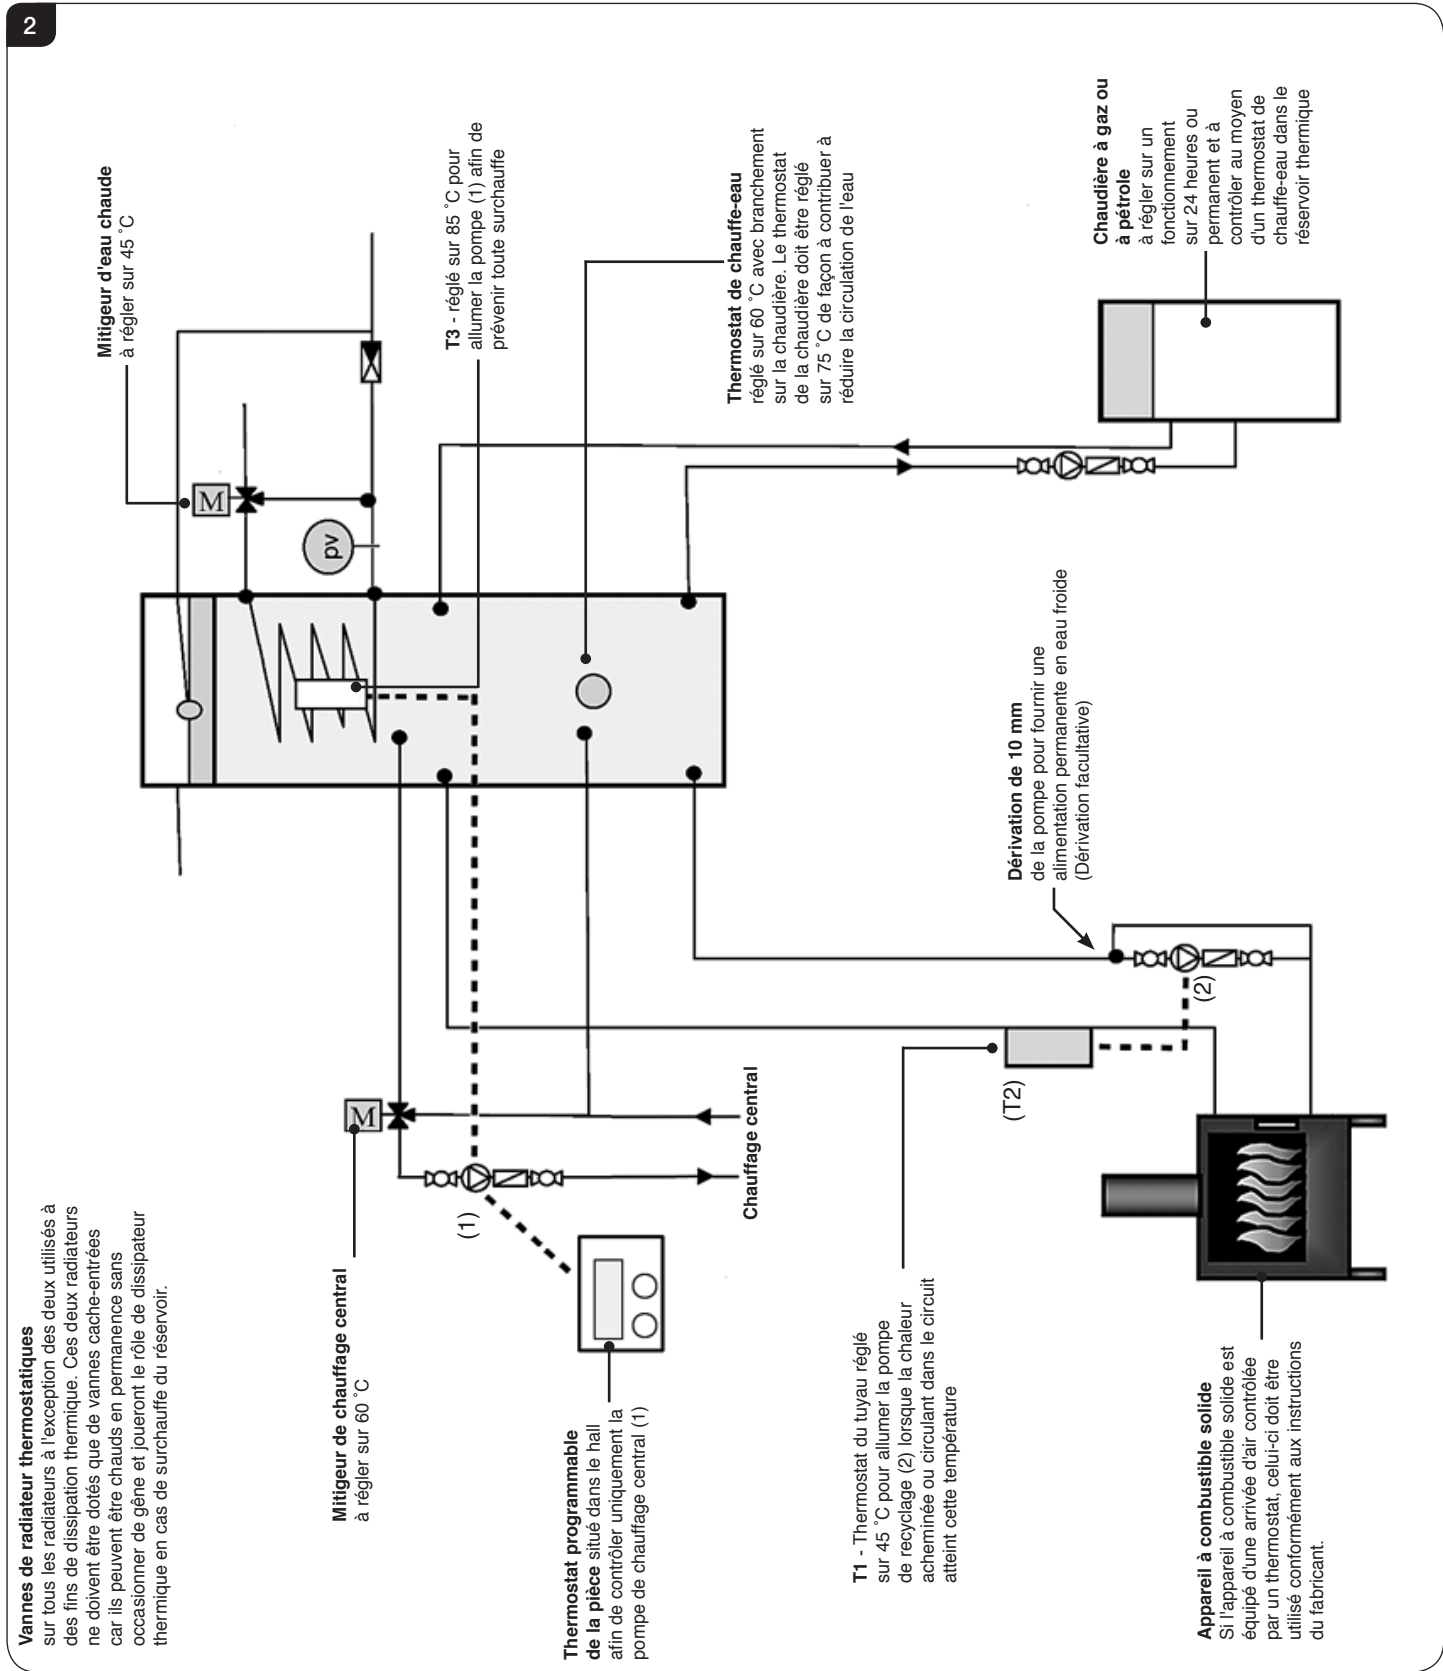 2
Vannes de radiateur thermostatiques
sur tous les radiateurs à l'exception des deux utilisés à
des fins de dissipation thermique. Ces deux radiateurs
ne doivent être dotés que de vannes cache-entrées
car ils peuvent être chauds en permanence sans
occasionner de gêne et joueront le rôle de dissipateur
thermique en cas de surchauffe du réservoir.
Mitigeur d'eau chaude
à régler sur 45 ˚C
M
pv
T3 - réglé sur 85 ˚C pour
allumer la pompe (1) afin de
prévenir toute surchauffe
Mitigeur de chauffage central
à régler sur 60 ˚C
M
(1)
Thermostat de chauffe-eau
réglé sur 60 ˚C avec branchement
sur la chaudière. Le thermostat
de la chaudière doit être réglé
sur 75 ˚C de façon à contribuer à
réduire la circulation de l'eau
Thermostat programmable
de la pièce situé dans le hall
afin de contrôler uniquement la
pompe de chauffage central (1)
Chauffage central
Chaudière à gaz ou
à pétrole
à régler sur un
fonctionnement
sur 24 heures ou
permanent et à
contrôler au moyen
d'un thermostat de
chauffe-eau dans le
réservoir thermique
T1 - Thermostat du tuyau réglé
sur 45 ˚C pour allumer la pompe
de recyclage (2) lorsque la chaleur
acheminée ou circulant dans le circuit
atteint cette température
(T2)
Dérivation de 10 mm
de la pompe pour fournir une
alimentation permanente en eau froide
(Dérivation facultative)
(2)
Appareil à combustible solide
Si l'appareil à combustible solide est
équipé d'une arrivée d'air contrôlée
par un thermostat, celui-ci doit être
utilisé conformément aux instructions
du fabricant.